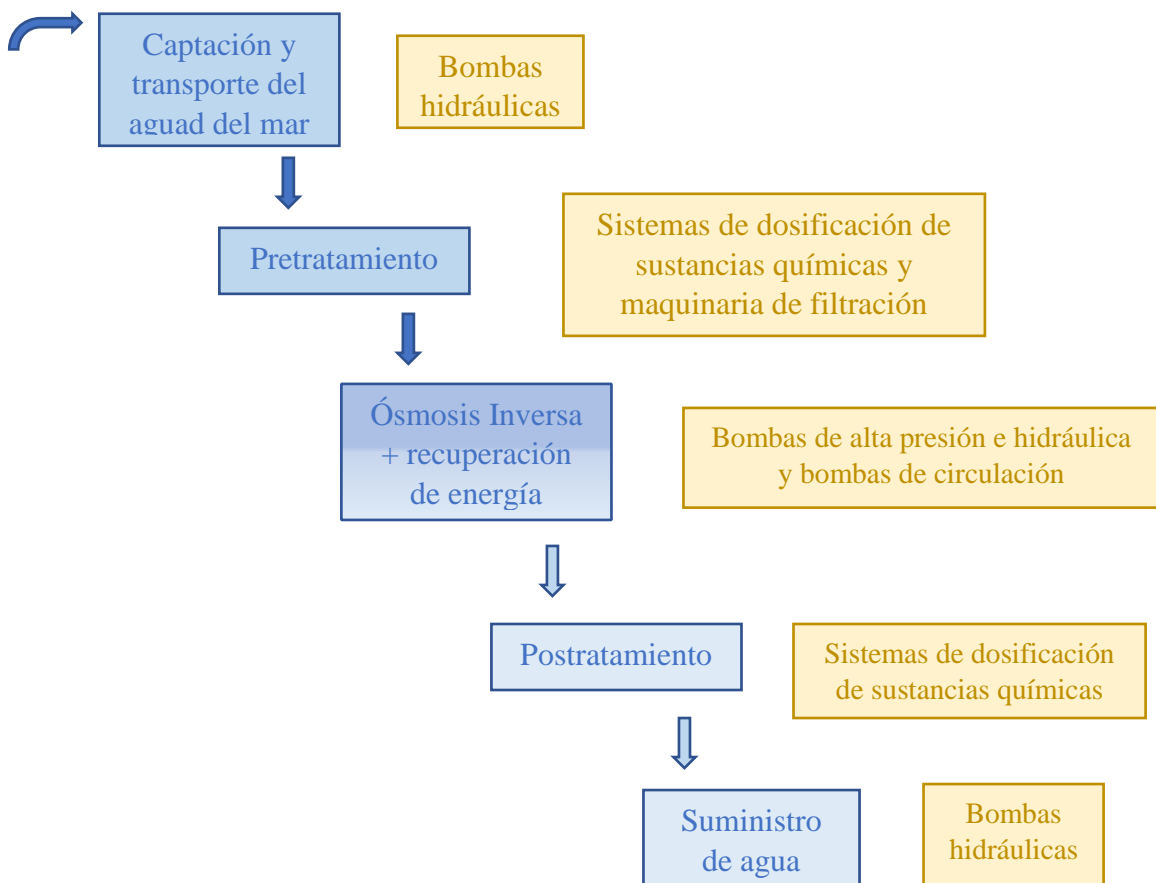 Captación y
transporte del
aguad del mar
Bombas
hidráulicas
Pretratamiento
Sistemas de dosificación de
sustancias químicas y
maquinaria de filtración
Ósmosis Inversa
+ recuperación
de energía
Bombas de alta presión e hidráulica
y bombas de circulación
Postratamiento
Sistemas de dosificación
de sustancias químicas
Suministro
de agua
Bombas
hidráulicas